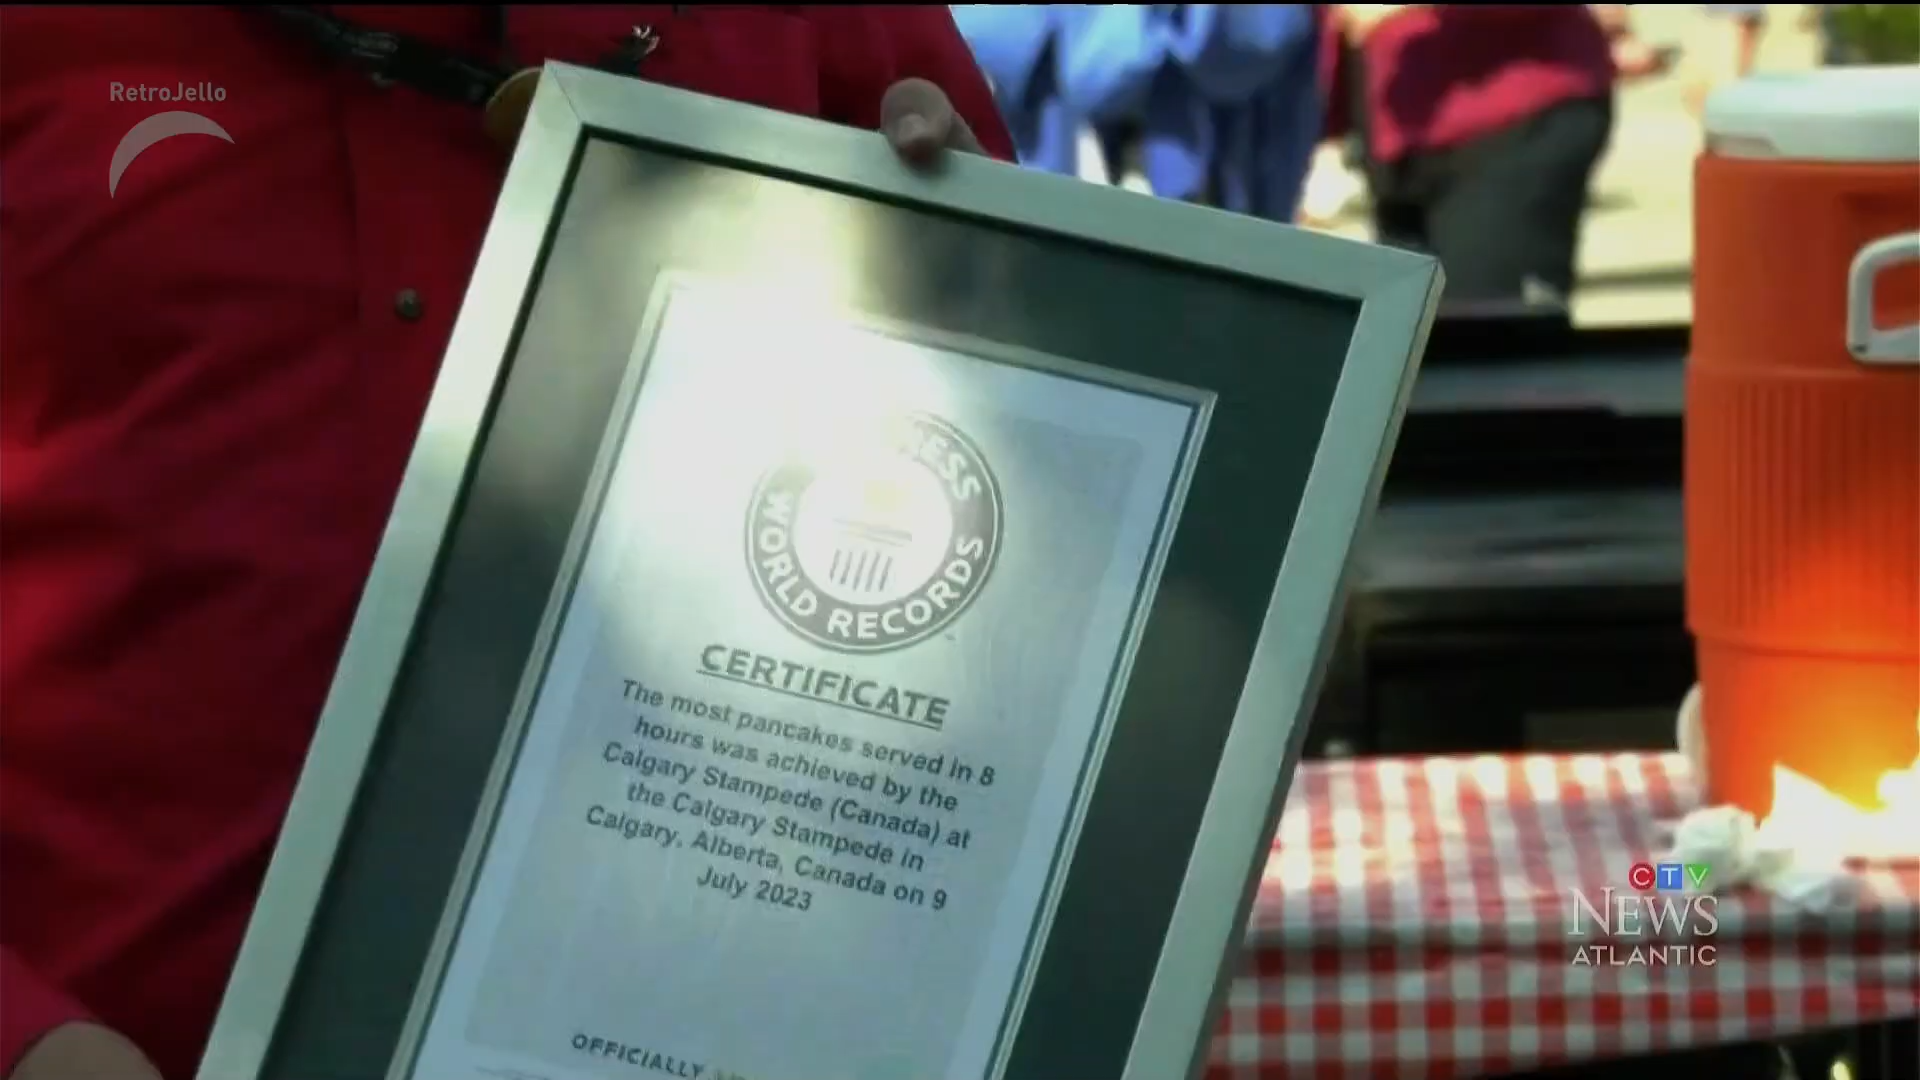 RetroJello
WORLD RECORDS
CERTIFICATE
The most pancakes served in 8
hours was achieved by the
Calgary Stampede (Canada) at
the Calgary Stampede in
Calgary, Alberta, Canada on 9
July 2023
OFFICIALLY
CTV
NEWS
ATLANTIC